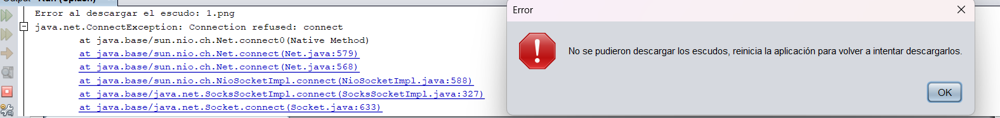 Error al descargar el escudo: 1.png
java.net.ConnectException: Connection refused: connect
at java.base/sun.nio.ch.Net.connect0(Native Method)
at java.base/sun.nio.ch.Net.connect(Net.java:579)
at java.base/sun.nio.ch.Net.connect(Net.java:568)
at java.base/sun.nio.ch.NioSocketImpl.connect(NioSocketImpl.java:588)
at java.base/java.net.SocksSocketImpl.connect(SocksSocketImpl.java:327)
at java.base/java.net.Socket.connect(Socket.java:633)
Error
No se pudieron descargar los escudos, reinicia la aplicación para volver a intentar descargarlos.
OK